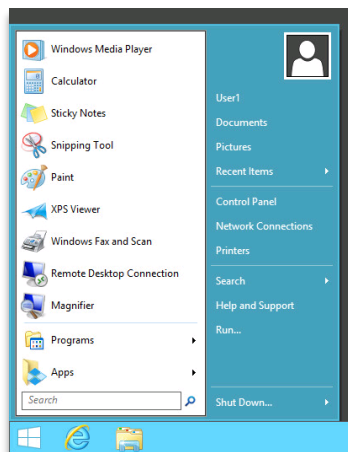 Windows Media Player
Calculator
Sticky Notes
Snipping Tool
Paint
XPS Viewer
Windows Fax and Scan
Remote Desktop Connection
Magnifier
Programs
Apps
Search
User1
Documents
Pictures
Recent Items
Control Panel
Network Connections
Printers
Search
Help and Support
Run...
Shut Down...